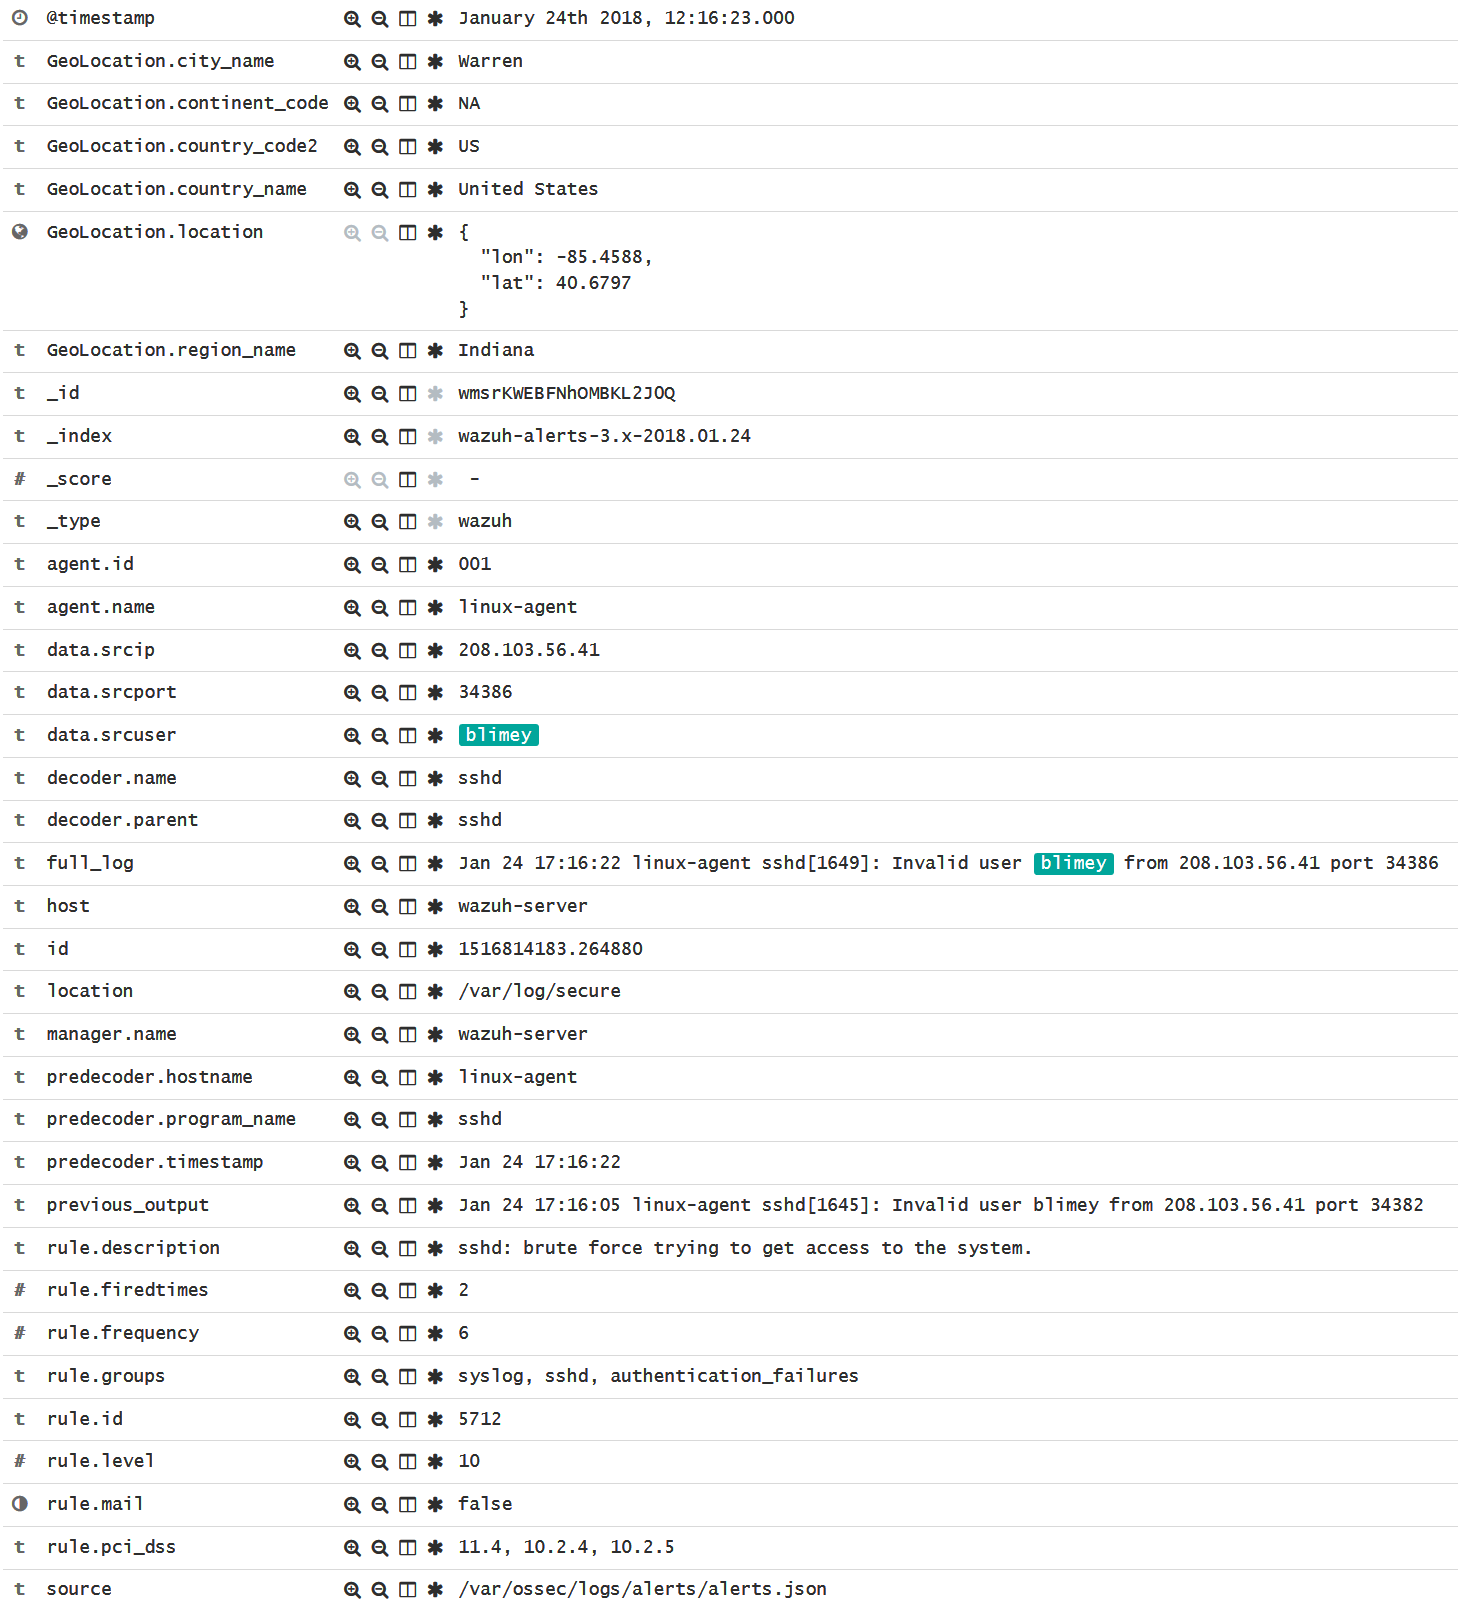 @timestamp January 24th 2018, 12:16:23.000
t GeoLocation.city_name Warren
t GeoLocation.continent_code NA
t GeoLocation.country_code2 US
t GeoLocation.country_name United States
GeoLocation.location {
"lon": -85.4588,
"lat": 40.6797
}
t GeoLocation.region_name Indiana
t _id wmsrKWEBFNhOMBKL2J0Q
t _index wazuh-alerts-3.x-2018.01.24
# _score -
t _type wazuh
t agent.id 001
t agent.name linux-agent
t data.srcip 208.103.56.41
t data.srcport 34386
t data.srcuser blimey
t decoder.name sshd
t decoder.parent sshd
t full_log Jan 24 17:16:22 linux-agent sshd[1649]: Invalid user blimey from 208.103.56.41 port 34386
t host wazuh-server
t id 1516814183.264880
t location /var/log/secure
t manager.name wazuh-server
t predecoder.hostname linux-agent
t predecoder.program_name sshd
t predecoder.timestamp Jan 24 17:16:22
t previous_output Jan 24 17:16:05 linux-agent sshd[1645]: Invalid user blimey from 208.103.56.41 port 34382
t rule.description sshd: brute force trying to get access to the system.
# rule.firedtimes 2
# rule.frequency 6
t rule.groups syslog, sshd, authentication_failures
t rule.id 5712
# rule.level 10
rule.mail false
t rule.pci_dss 11.4, 10.2.4, 10.2.5
t source /var/ossec/logs/alerts/alerts.json